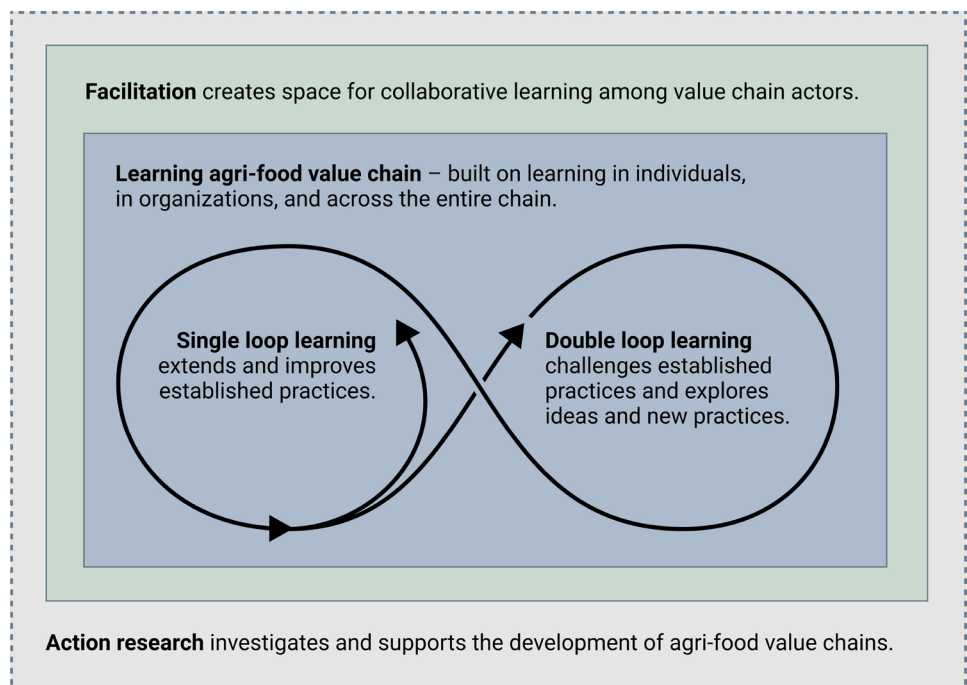 Facilitation creates space for collaborative learning among value chain actors.
Learning agri-food value chain – built on learning in individuals,
in organizations, and across the entire chain.
Single loop learning
extends and improves
established practices.
Double loop learning
challenges established
practices and explores
ideas and new practices.
Action research investigates and supports the development of agri-food value chains.